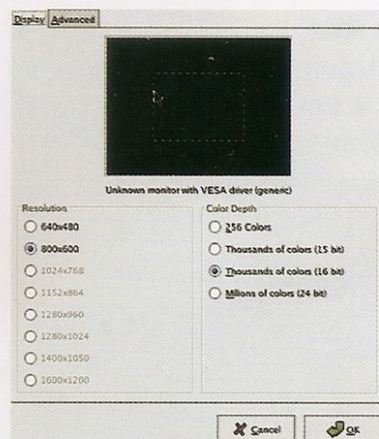 Display Advanced
Unknown monitor with VESA driver (generic)
Resolution
640x480
800x600
1024x768
1152x864
1280x960
1280x1024
1400x1050
1600x1200
Color Depth
256 Colors
Thousands of colors (15 bit)
Thousands of colors (16 bit)
Millions of colors (24 bit)
Cancel OK